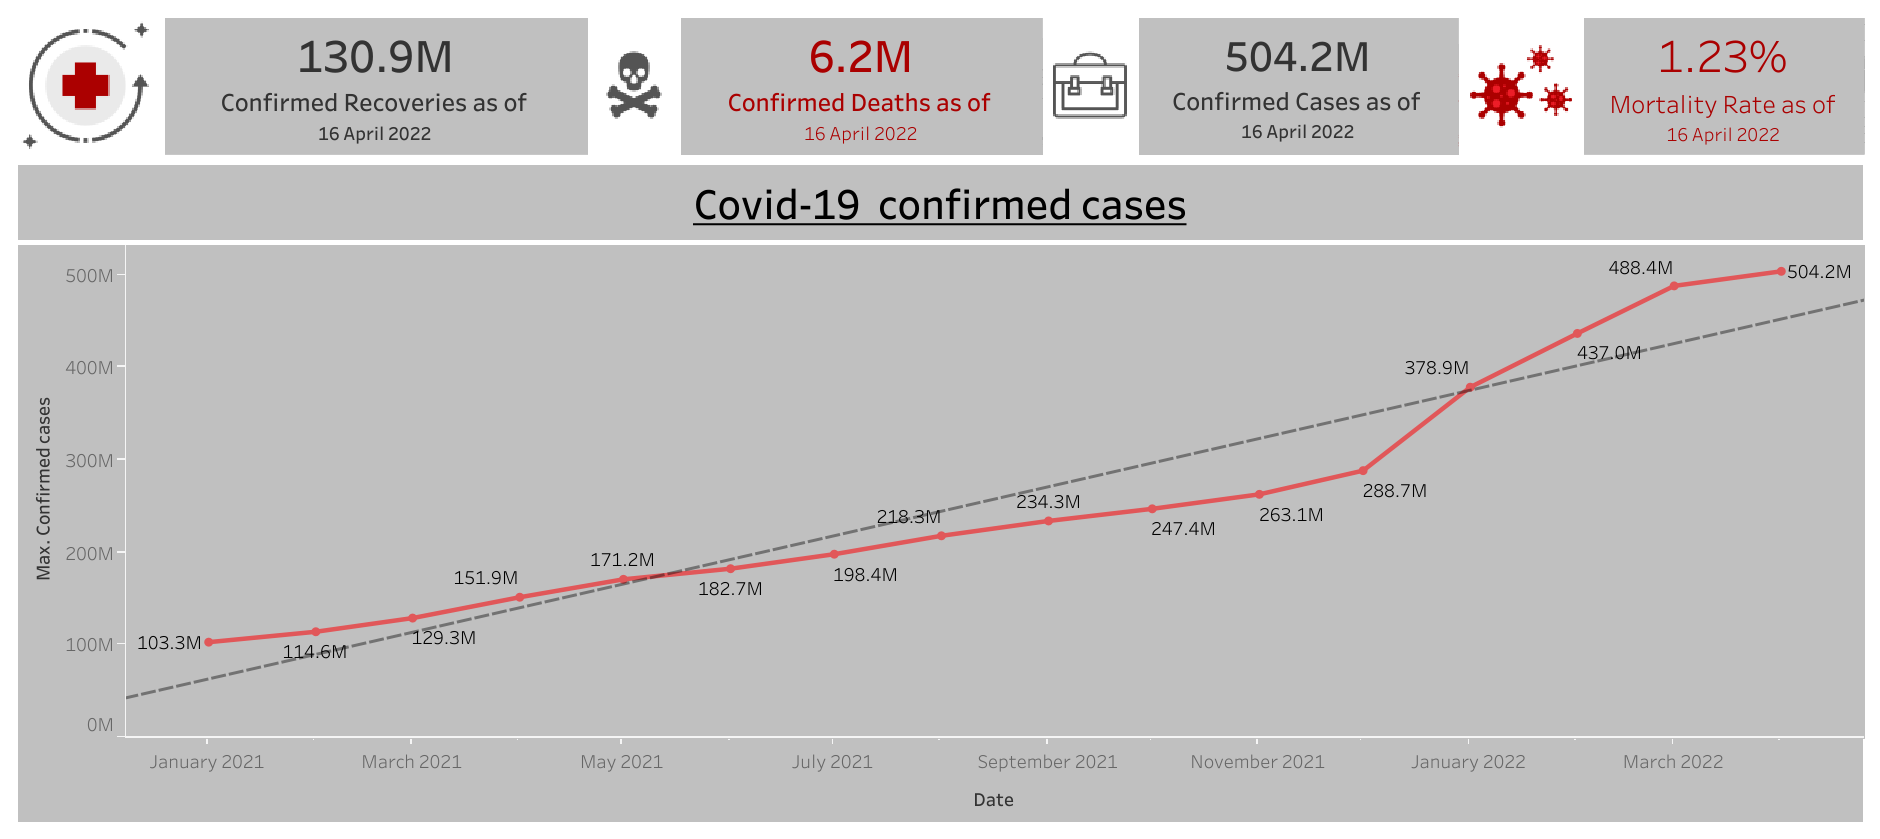 130.9M
Confirmed Recoveries as of
16 April 2022
6.2M
Confirmed Deaths as of
16 April 2022
504.2M
Confirmed Cases as of
16 April 2022
1.23%
Mortality Rate as of
16 April 2022
Covid-19 confirmed cases
Max. Confirmed cases
500M
400M
300M
200M
100M
0M
103.3M
114.6M
129.3M
151.9M
171.2M
182.7M
198.4M
218.3M
234.3M
247.4M
263.1M
288.7M
378.9M
437.0M
488.4M
504.2M
January 2021 March 2021 May 2021 July 2021 September 2021 November 2021 January 2022 March 2022
Date